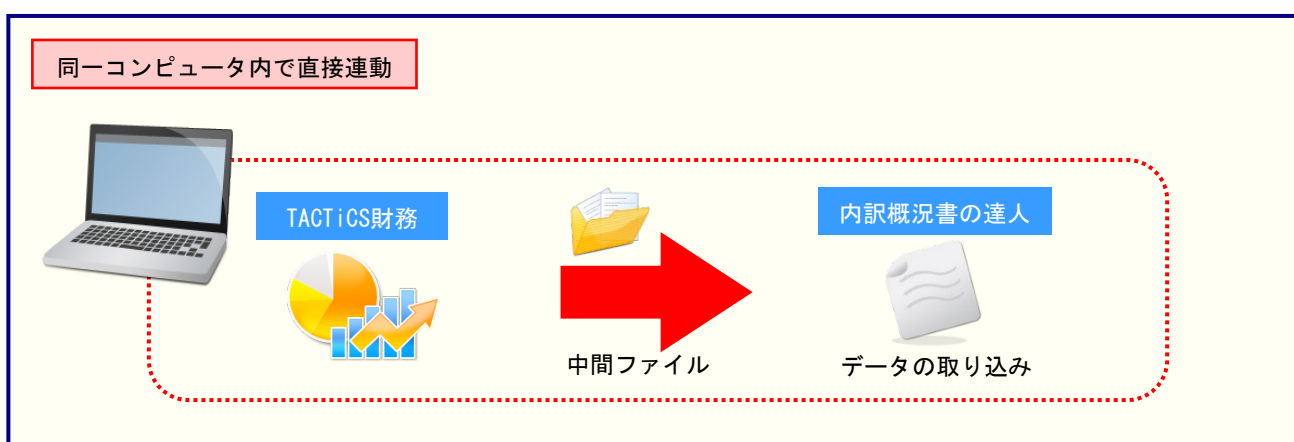 同一コンピュータ内で直接連動
TACTiCS財務
内訳概況書の達人
中間ファイル
データの取り込み